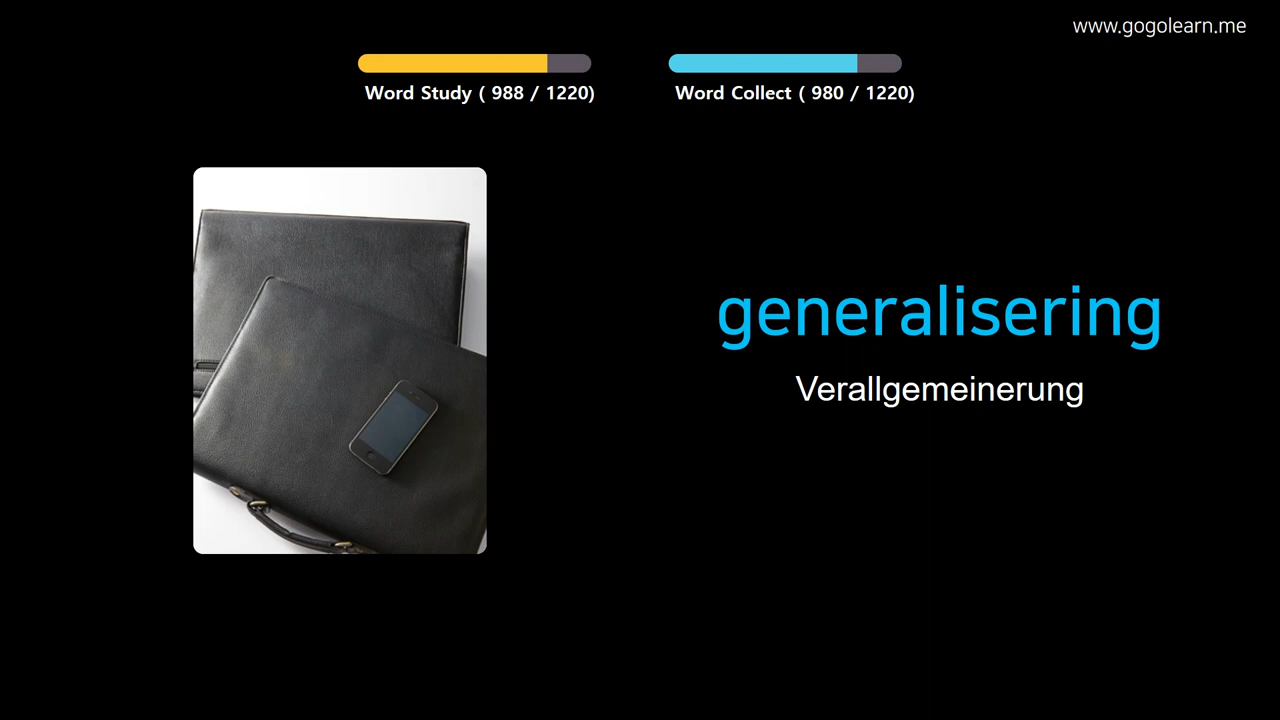 www.gogolearn.me
Word Study ( 988 / 1220)
Word Collect ( 980 / 1220)
generalisering
Verallgemeinerung